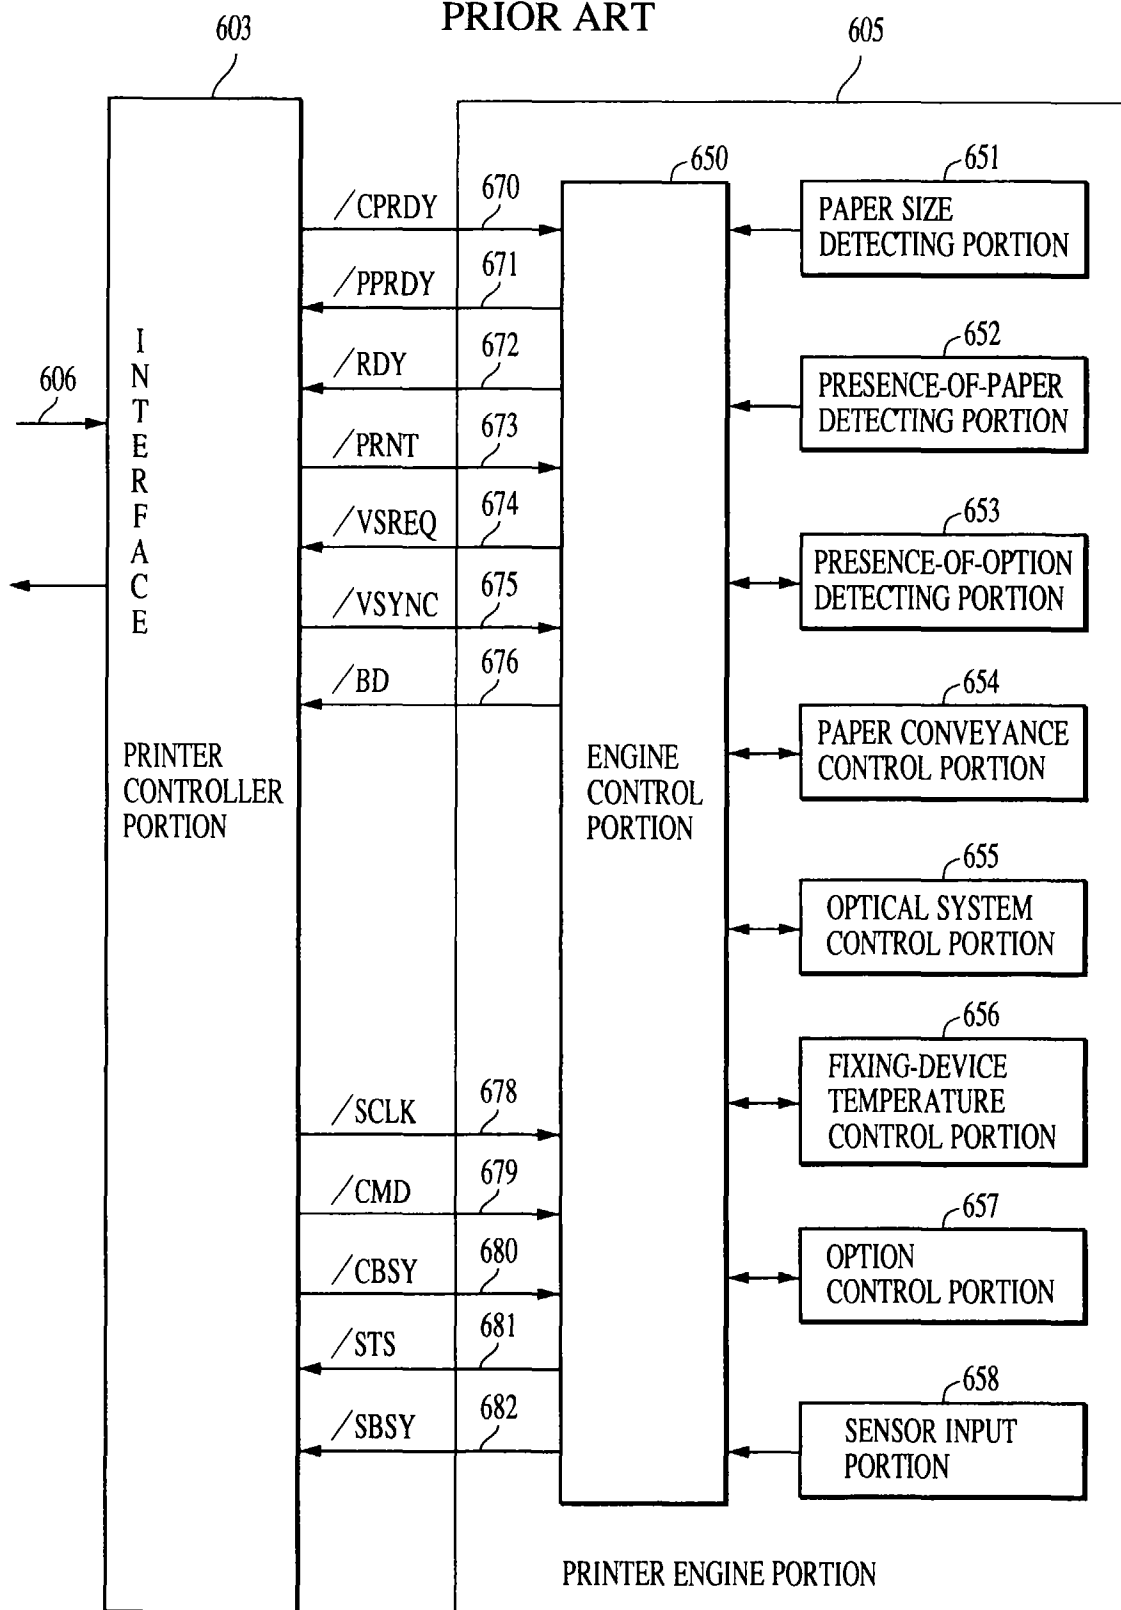 PRIOR ART
603
605
606
INTERFACE
PRINTER
CONTROLLER
PORTION
/CPRDY
670
/PPRDY
671
/RDY
672
/PRNT
673
/VSREQ
674
/VSYNC
675
/BD
676
/SCLK
678
/CMD
679
/CBSY
680
/STS
681
/SBSY
682
650
ENGINE
CONTROL
PORTION
651
PAPER SIZE
DETECTING PORTION
652
PRESENCE-OF-PAPER
DETECTING PORTION
653
PRESENCE-OF-OPTION
DETECTING PORTION
654
PAPER CONVEYANCE
CONTROL PORTION
655
OPTICAL SYSTEM
CONTROL PORTION
656
FIXING-DEVICE
TEMPERATURE
CONTROL PORTION
657
OPTION
CONTROL PORTION
658
SENSOR INPUT
PORTION
PRINTER ENGINE PORTION